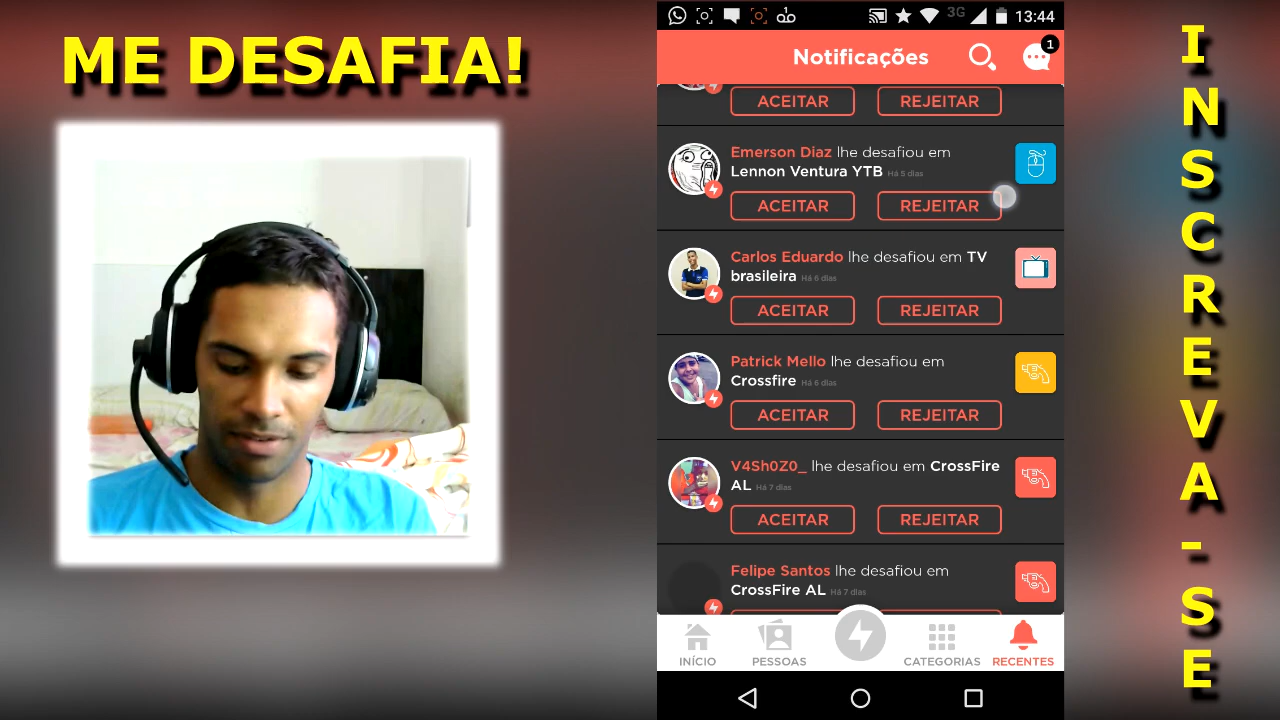 ME DESAFIA!
1
3G
13:44
Notificações
1
ACEITAR REJEITAR
Emerson Diaz lhe desafiou em
Lennon Ventura YTB Há 5 dias
ACEITAR REJEITAR
Carlos Eduardo lhe desafiou em TV
brasileira Há 6 dias
ACEITAR REJEITAR
Patrick Mello lhe desafiou em
Crossfire Há 6 dias
ACEITAR REJEITAR
V4Sh0Z0_ lhe desafiou em CrossFire
AL Há 7 dias
ACEITAR REJEITAR
Felipe Santos lhe desafiou em
CrossFire AL Há 7 dias
INÍCIO PESSOAS CATEGORIAS RECENTES
INSCREVA-SE